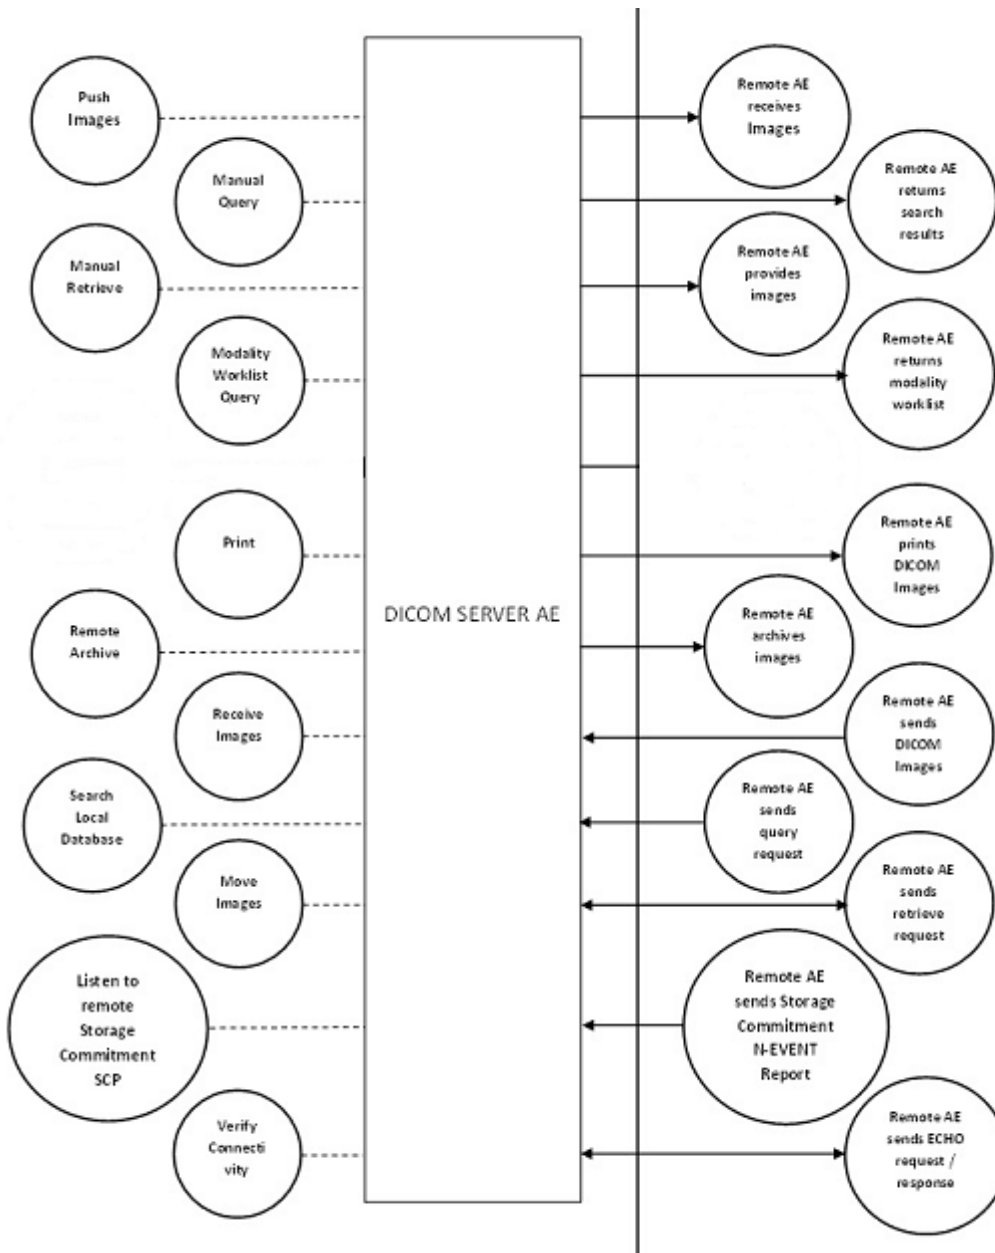 Push
Images
Manual
Query
Manual
Retrieve
Modality
Worklist
Query
Print
Remote
Archive
Receive
Images
Search
Local
Database
Move
Images
Listen to
remote
Storage
Commitment
SCP
Verify
Connecti
vity
DICOM SERVER AE
Remote AE
receives
Images
Remote AE
returns
search
results
Remote AE
provides
images
Remote AE
returns
modality
worklist
Remote AE
prints
DICOM
Images
Remote AE
archives
images
Remote AE
sends
DICOM
Images
Remote AE
sends
query
request
Remote AE
sends
retrieve
request
Remote AE
sends Storage
Commitment
N-EVENT
Report
Remote AE
sends ECHO
request /
response